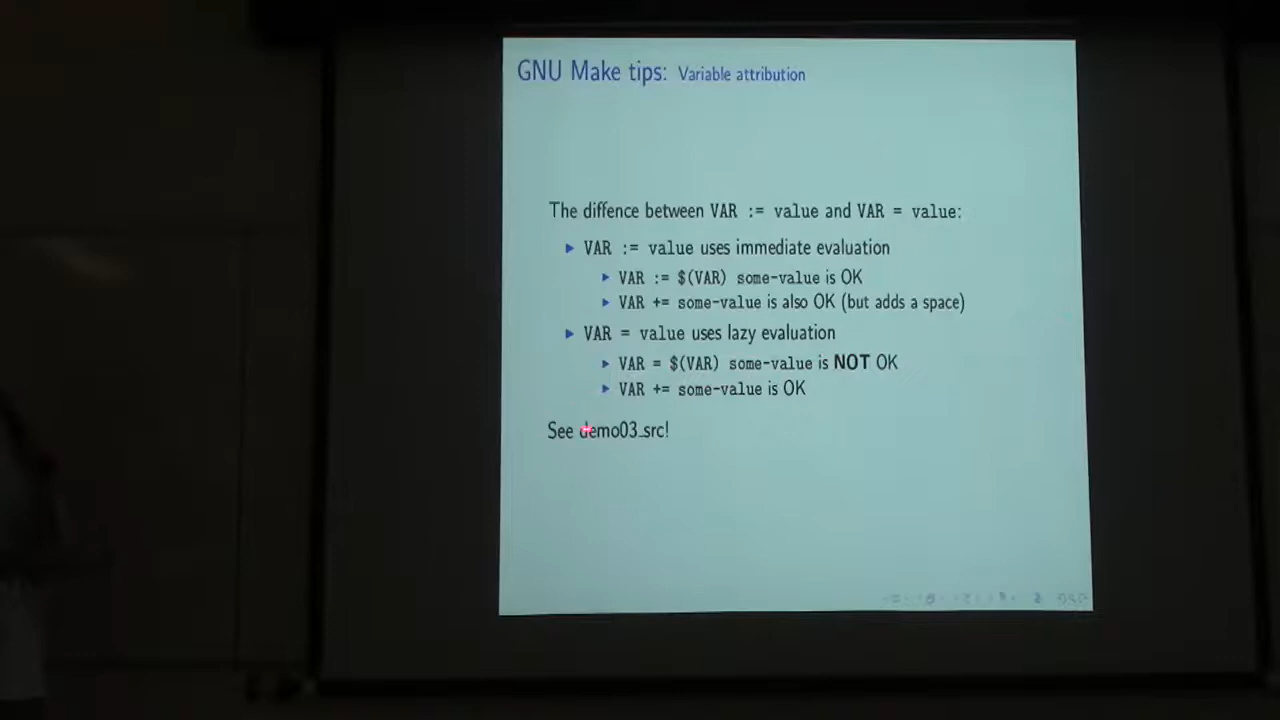 GNU Make tips: Variable attribution
The diffence between VAR := value and VAR = value:
VAR := value uses immediate evaluation
VAR := $(VAR) some-value is OK
VAR += some-value is also OK (but adds a space)
VAR = value uses lazy evaluation
VAR = $(VAR) some-value is NOT OK
VAR += some-value is OK
See demo03_src!